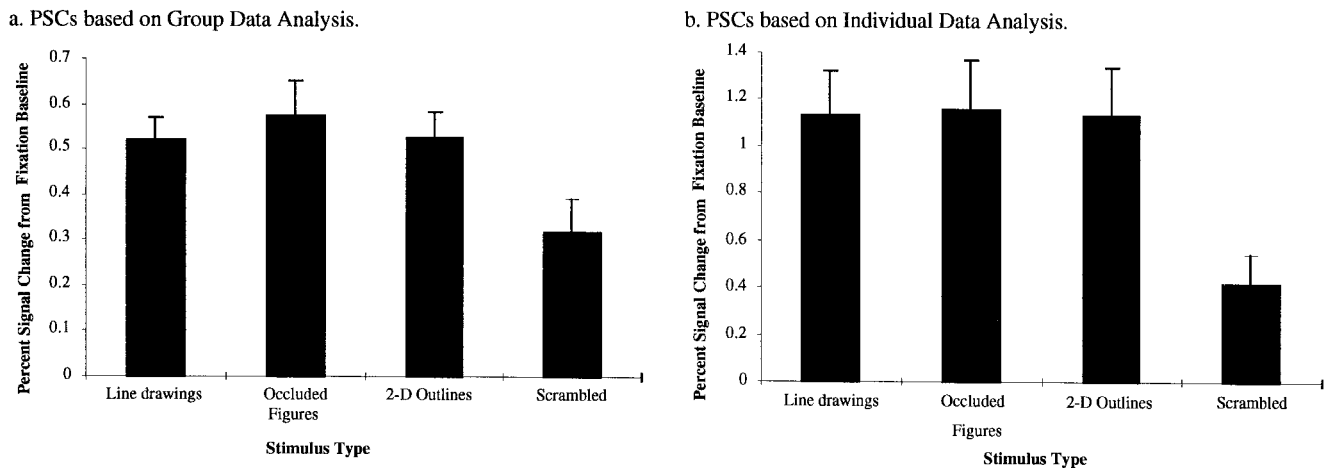 a. PSCs based on Group Data Analysis.
Percent Signal Change from Fixation Baseline
0.7
0.6
0.5
0.4
0.3
0.2
0.1
0
Line drawings
Occluded
Figures
2-D Outlines
Scrambled
Stimulus Type
b. PSCs based on Individual Data Analysis.
Percent Signal Change from Fixation Baseline
1.4
1.2
1
0.8
0.6
0.4
0.2
0
Line drawings
Occluded
Figures
2-D Outlines
Scrambled
Stimulus Type